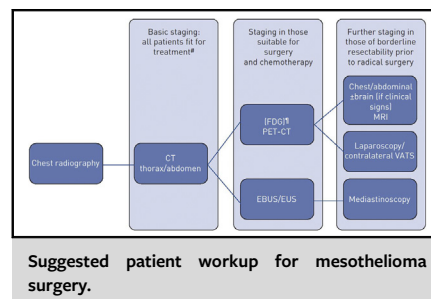 Basic staging:
all patients fit for
treatment#
Staging in those
suitable for
surgery
and chemotherapy
Further staging in
those of borderline
resectability prior
to radical surgery
Chest radiography
CT
thorax/abdomen
(FDG)¶
PET-CT
EBUS/EUS
Chest/abdominal
±brain (if clinical
signs)
MRI
Laparoscopy/
contralateral VATS
Mediastinoscopy
Suggested patient workup for mesothelioma
surgery.